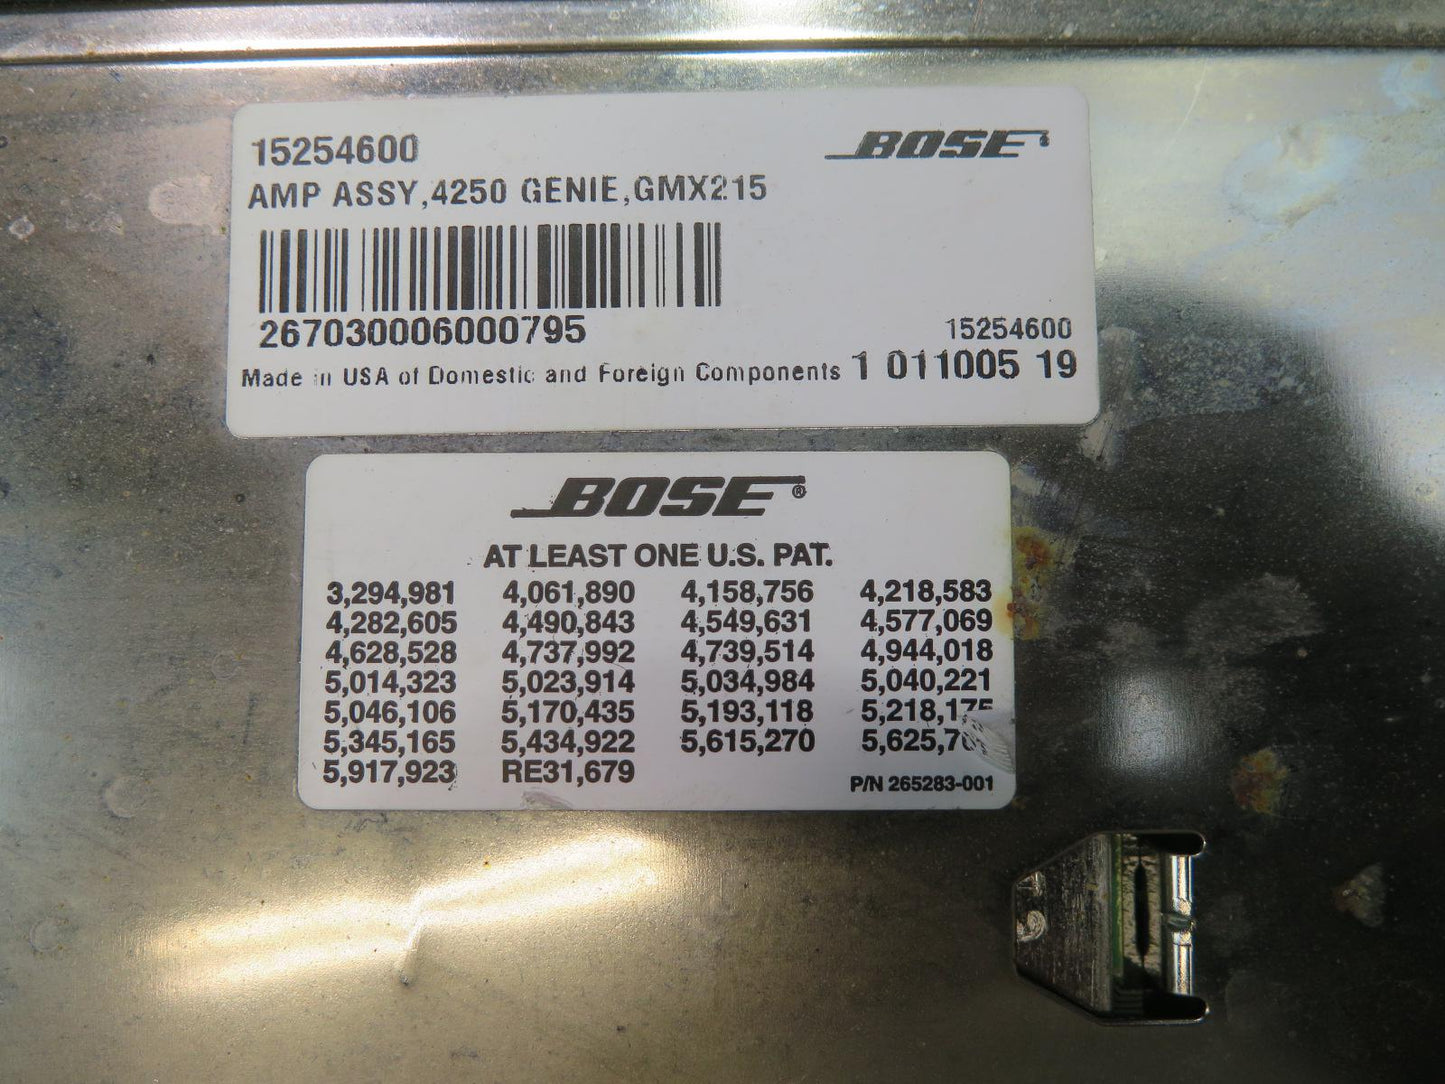 15254600
BOSE®
AMP ASSY,4250 GENIE,GMX215
267030006000795
15254600
Made in USA of Domestic and Foreign Components 1 011005 19
BOSE®
AT LEAST ONE U.S. PAT.
3,294,981 4,061,890 4,158,756 4,218,583
4,282,605 4,490,843 4,549,631 4,577,069
4,628,528 4,737,992 4,739,514 4,944,018
5,014,323 5,023,914 5,034,984 5,040,221
5,046,106 5,170,435 5,193,118 5,218,175
5,345,165 5,434,922 5,615,270
5,917,923 RE31,679
P/N 265283-001